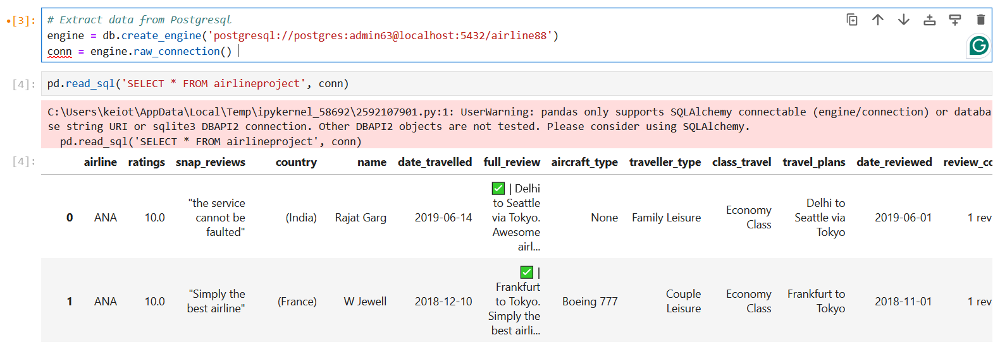 [3]:
# Extract data from Postgresql
engine = db.create_engine('postgresql://postgres:admin63@localhost:5432/airline88')
conn = engine.raw_connection()
G
[4]:
pd.read_sql('SELECT * FROM airlineproject', conn)
C:\Users\keiot\AppData\Local\Temp\ipykernel_58692\2592107901.py:1: UserWarning: pandas only supports SQLAlchemy connectable (engine/connection) or databa
se string URI or sqlite3 DBAPI2 connection. Other DBAPI2 objects are not tested. Please consider using SQLAlchemy.
pd.read_sql('SELECT * FROM airlineproject', conn)
[4]:
airline ratings snap_reviews country name date_travelled full_review aircraft_type traveller_type class_travel travel_plans date_reviewed review_co
0 ANA 10.0 "the service cannot be faulted" (India) Rajat Garg 2019-06-14 ✅ | Delhi to Seattle via Tokyo. Awesome airl... None Family Leisure Economy Class Delhi to Seattle via Tokyo 2019-06-01 1 rev
1 ANA 10.0 "Simply the best airline" (France) W Jewell 2018-12-10 ✅ | Frankfurt to Tokyo. Simply the best airli... Boeing 777 Couple Leisure Economy Class Frankfurt to Tokyo 2018-11-01 1 rev